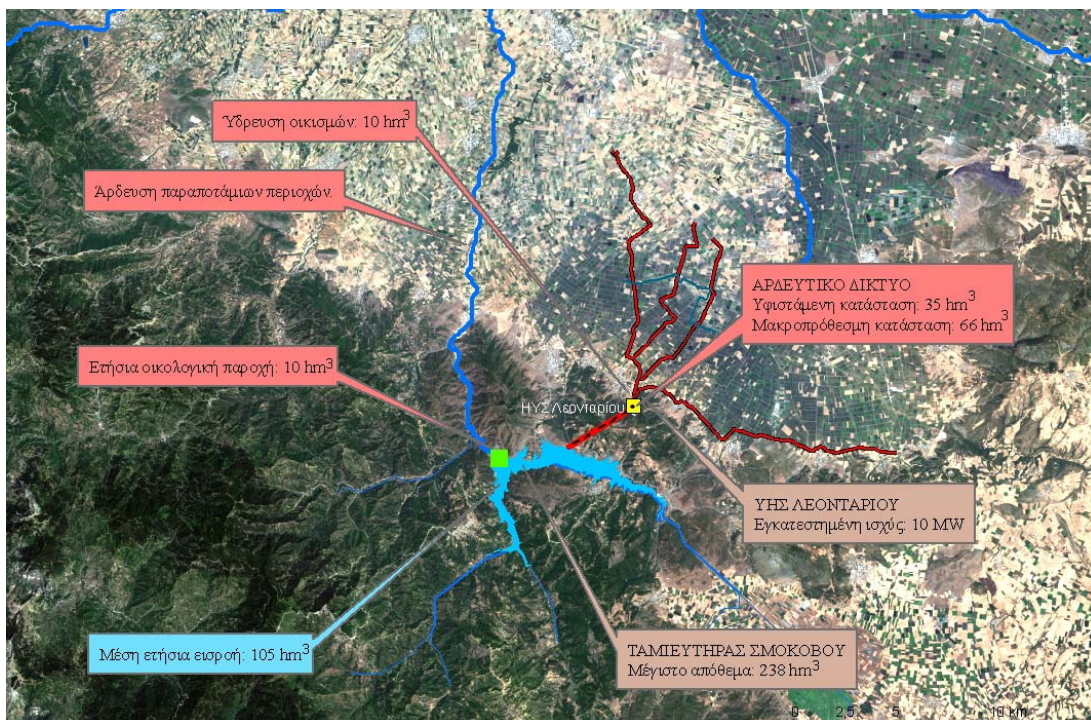 Ύδρευση οικισμών: 10 hm³
Άρδευση παραποτάμιων περιοχών.
ΑΡΔΕΥΤΙΚΟ ΔΙΚΤΥΟ
Υφιστάμενη κατάσταση: 35 hm³
Μακροπρόθεσμη κατάσταση: 66 hm³
Ετήσια οικολογική παροχή: 10 hm³
ΗΥΣ Λεονταρίου
ΥΗΣ ΛΕΟΝΤΑΡΙΟΥ
Εγκατεστημένη ισχύς: 10 MW
Μέση ετήσια εισροή: 105 hm³
ΤΑΜΙΕΥΤΗΡΑΣ ΣΜΟΚΟΒΟΥ
Μέγιστο απόθεμα: 238 hm³
0 2,5 5 10 km